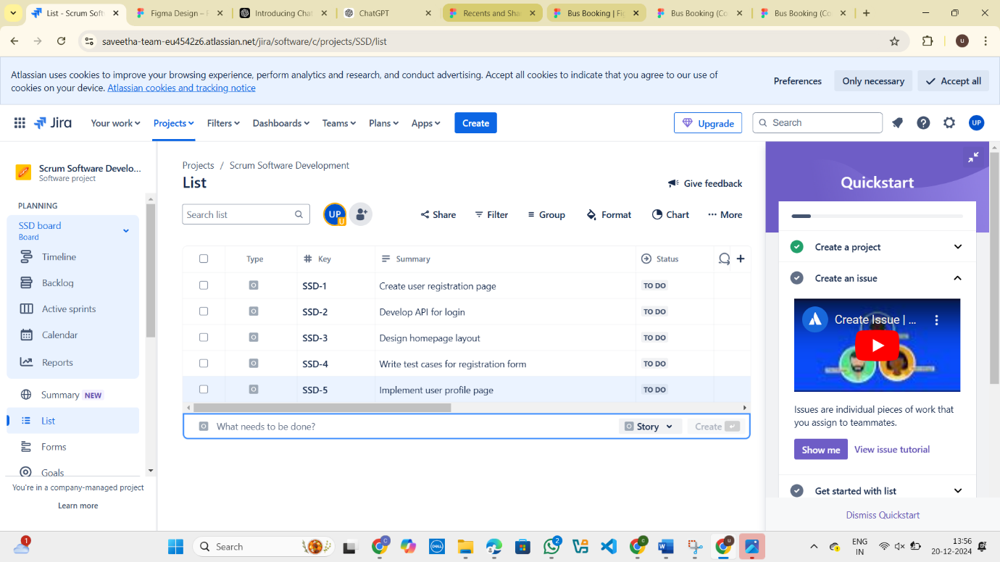 List - Scrum Soft
Figma Design – F
Introducing Chat
ChatGPT
Recents and Sha
Bus Booking | Fig
Bus Booking (Co
Bus Booking (Co
saveetha-team-eu4542z6.atlassian.net/jira/software/c/projects/SSD/list
u
Atlassian uses cookies to improve your browsing experience, perform analytics and research, and conduct advertising. Accept all cookies to indicate that you agree to our use of
cookies on your device. Atlassian cookies and tracking notice
Preferences
Only necessary
Accept all
Jira
Your work
Projects
Filters
Dashboards
Teams
Plans
Apps
Create
Upgrade
Search
UP
Scrum Software Develo...
Software project
PLANNING
SSD board
Board
Timeline
Backlog
Active sprints
Calendar
Reports
Summary NEW
List
Forms
Goals
You're in a company-managed project
Learn more
Projects / Scrum Software Development
List
Give feedback
Search list
UP
U
Share
Filter
Group
Format
Chart
More
Type
Key
Summary
Status
SSD-1 Create user registration page TO DO
SSD-2 Develop API for login TO DO
SSD-3 Design homepage layout TO DO
SSD-4 Write test cases for registration form TO DO
SSD-5 Implement user profile page TO DO
What needs to be done?
Story
Create
Quickstart
Create a project
Create an issue
Create Issue | ...
Issues are individual pieces of work that
you assign to teammates.
Show me
View issue tutorial
Get started with list
Dismiss Quickstart
1
Search
C
DELL
2
C
u
ENG
IN
13:56
20-12-2024